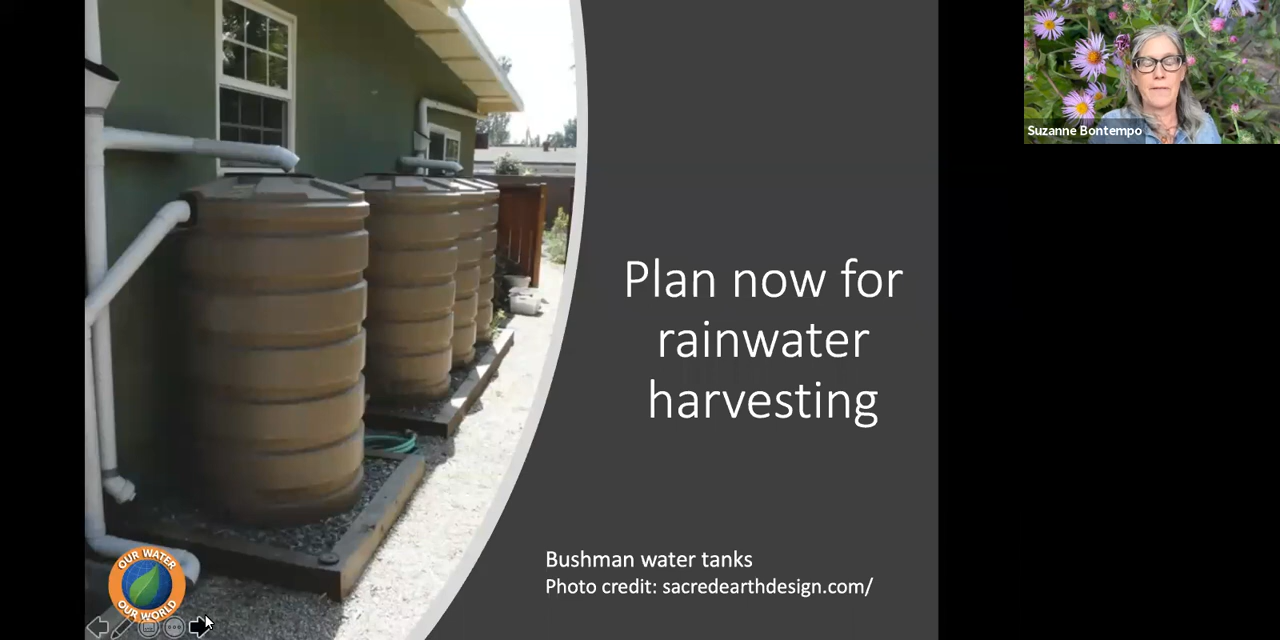 Suzanne Bontempo
Plan now for
rainwater
harvesting
Bushman water tanks
Photo credit: sacredearthdesign.com/
OUR WATER
OUR WORLD